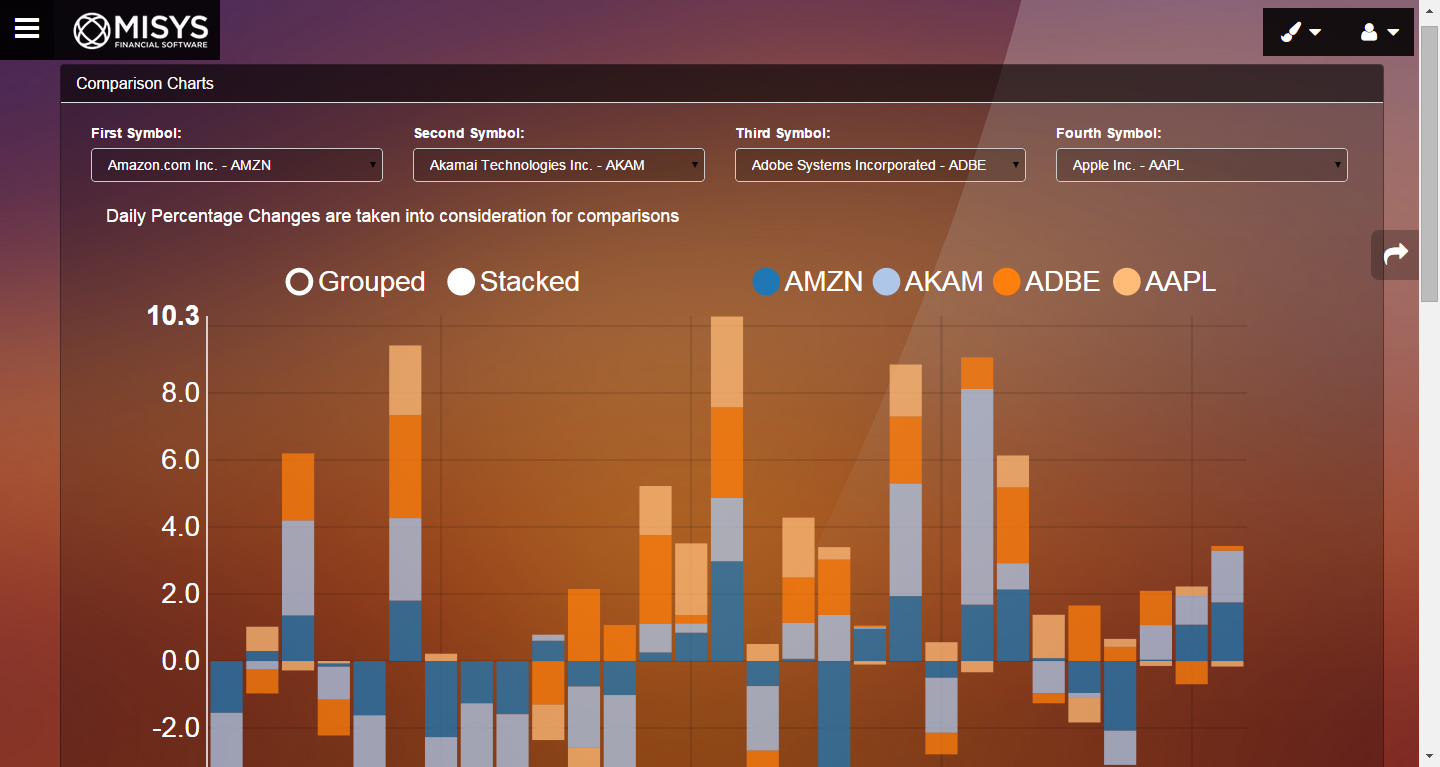 MISYS
FINANCIAL SOFTWARE
Comparison Charts
First Symbol: Second Symbol: Third Symbol: Fourth Symbol:
Amazon.com Inc. - AMZN Akamai Technologies Inc. - AKAM Adobe Systems Incorporated - ADBE Apple Inc. - AAPL
Daily Percentage Changes are taken into consideration for comparisons
Grouped Stacked AMZN AKAM ADBE AAPL
10.3
8.0
6.0
4.0
2.0
0.0
-2.0